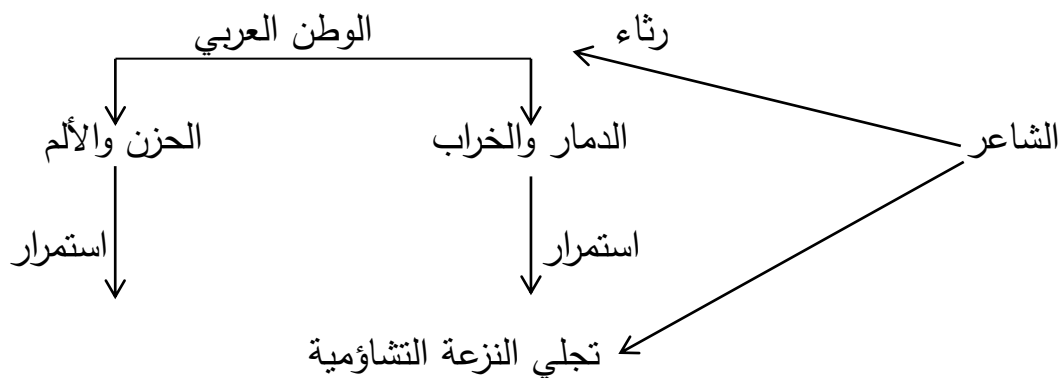 رثاء
الوطن العربي
الشاعر
الدمار والخراب
الحزن والألم
استمرار
استمرار
تجلي النزعة التشاؤمية